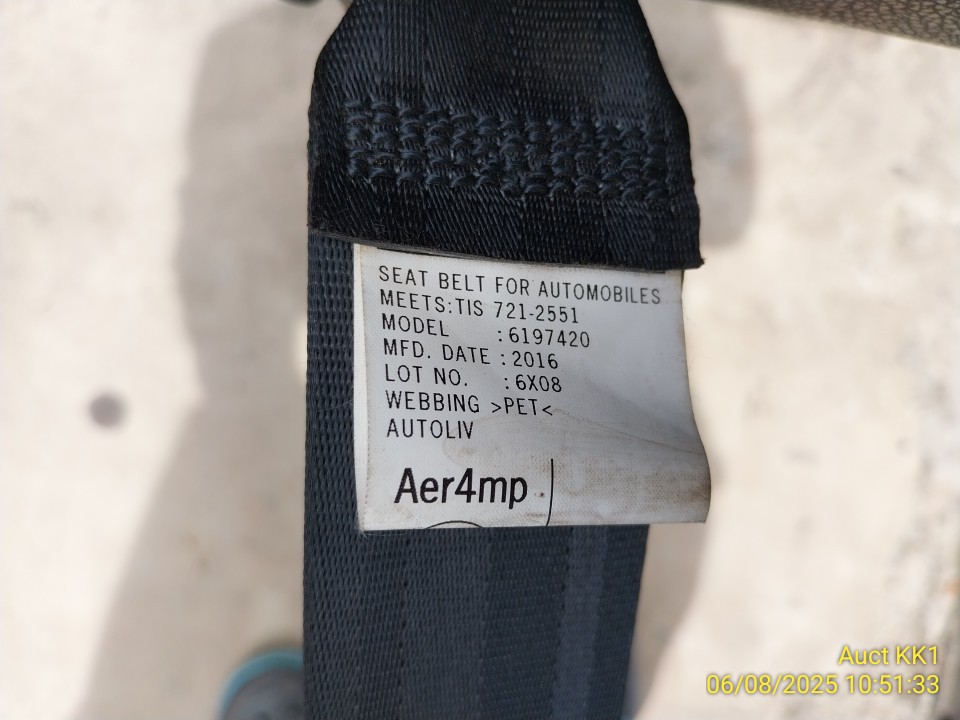 SEAT BELT FOR AUTOMOBILES
MEETS:TIS 721-2551
MODEL :6197420
MFD. DATE : 2016
LOT NO. : 6X08
WEBBING >PET<
AUTOLIV
Aer4mp
Auct KK1
06/08/2025 10:51:33